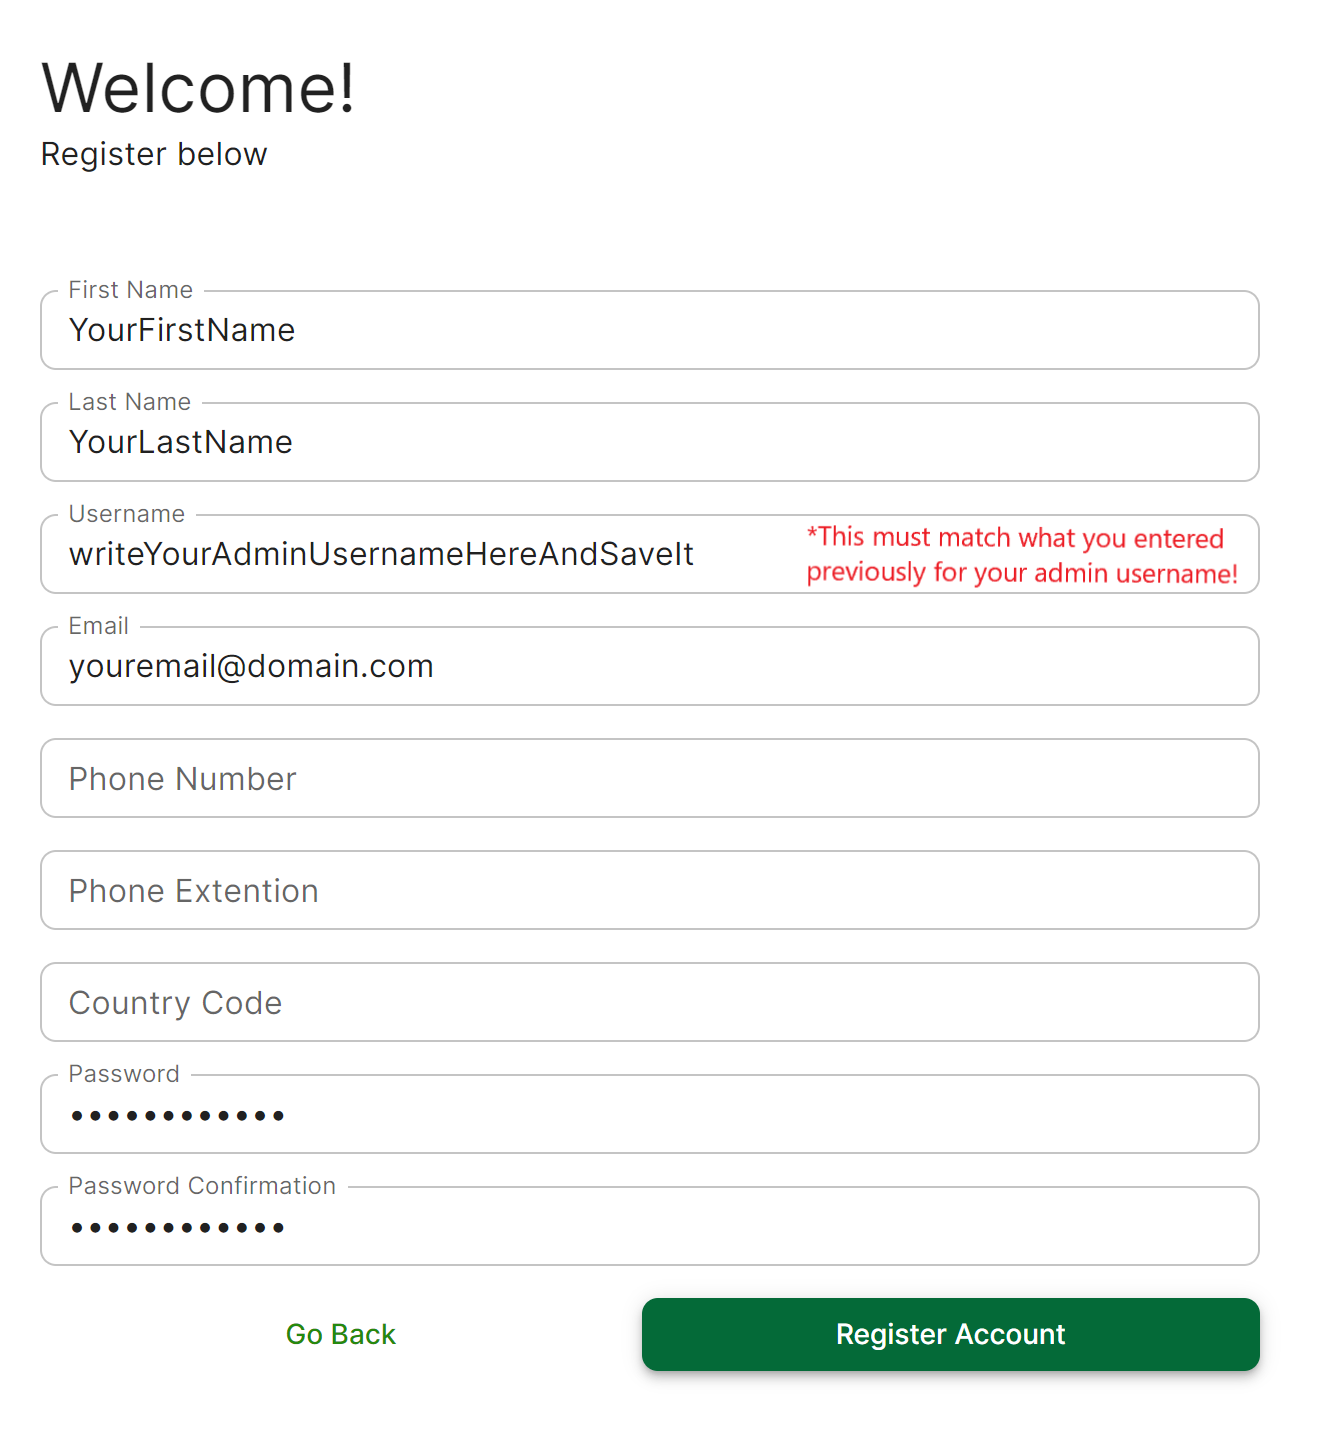 Welcome!
Register below
First Name
YourFirstName
Last Name
YourLastName
Username
writeYourAdminUsernameHereAndSaveIt
*This must match what you entered
previously for your admin username!
Email
youremail@domain.com
Phone Number
Phone Extention
Country Code
Password
••••••••••••
Password Confirmation
••••••••••••
Go Back
Register Account